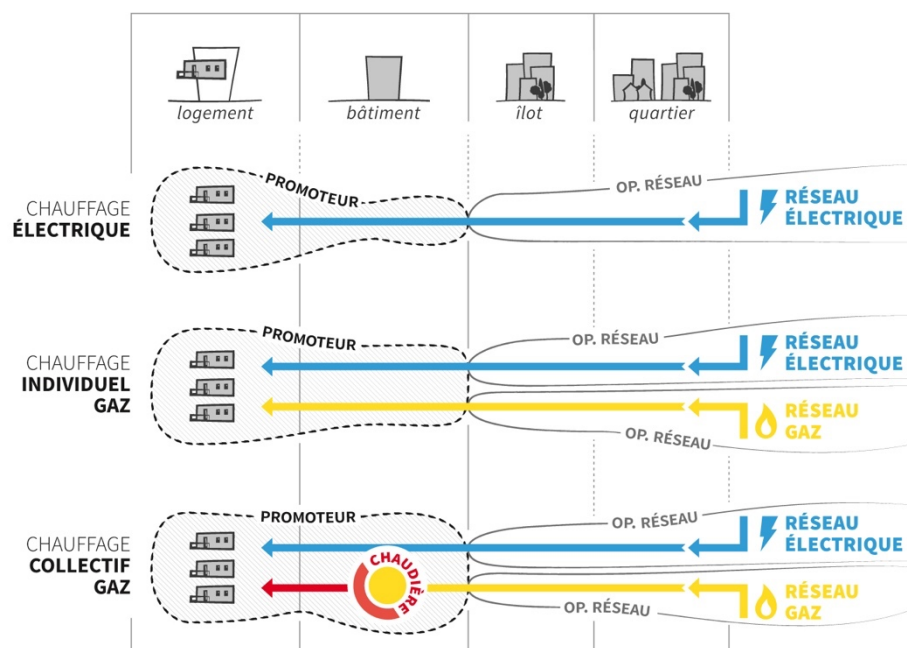 logement
bâtiment
îlot
quartier
CHAUFFAGE
ÉLECTRIQUE
PROMOTEUR
OP. RÉSEAU
RÉSEAU
ÉLECTRIQUE
CHAUFFAGE
INDIVIDUEL
GAZ
PROMOTEUR
OP. RÉSEAU
RÉSEAU
ÉLECTRIQUE
OP. RÉSEAU
RÉSEAU
GAZ
CHAUFFAGE
COLLECTIF
GAZ
PROMOTEUR
CHAUDIÈRE
OP. RÉSEAU
RÉSEAU
ÉLECTRIQUE
OP. RÉSEAU
RÉSEAU
GAZ